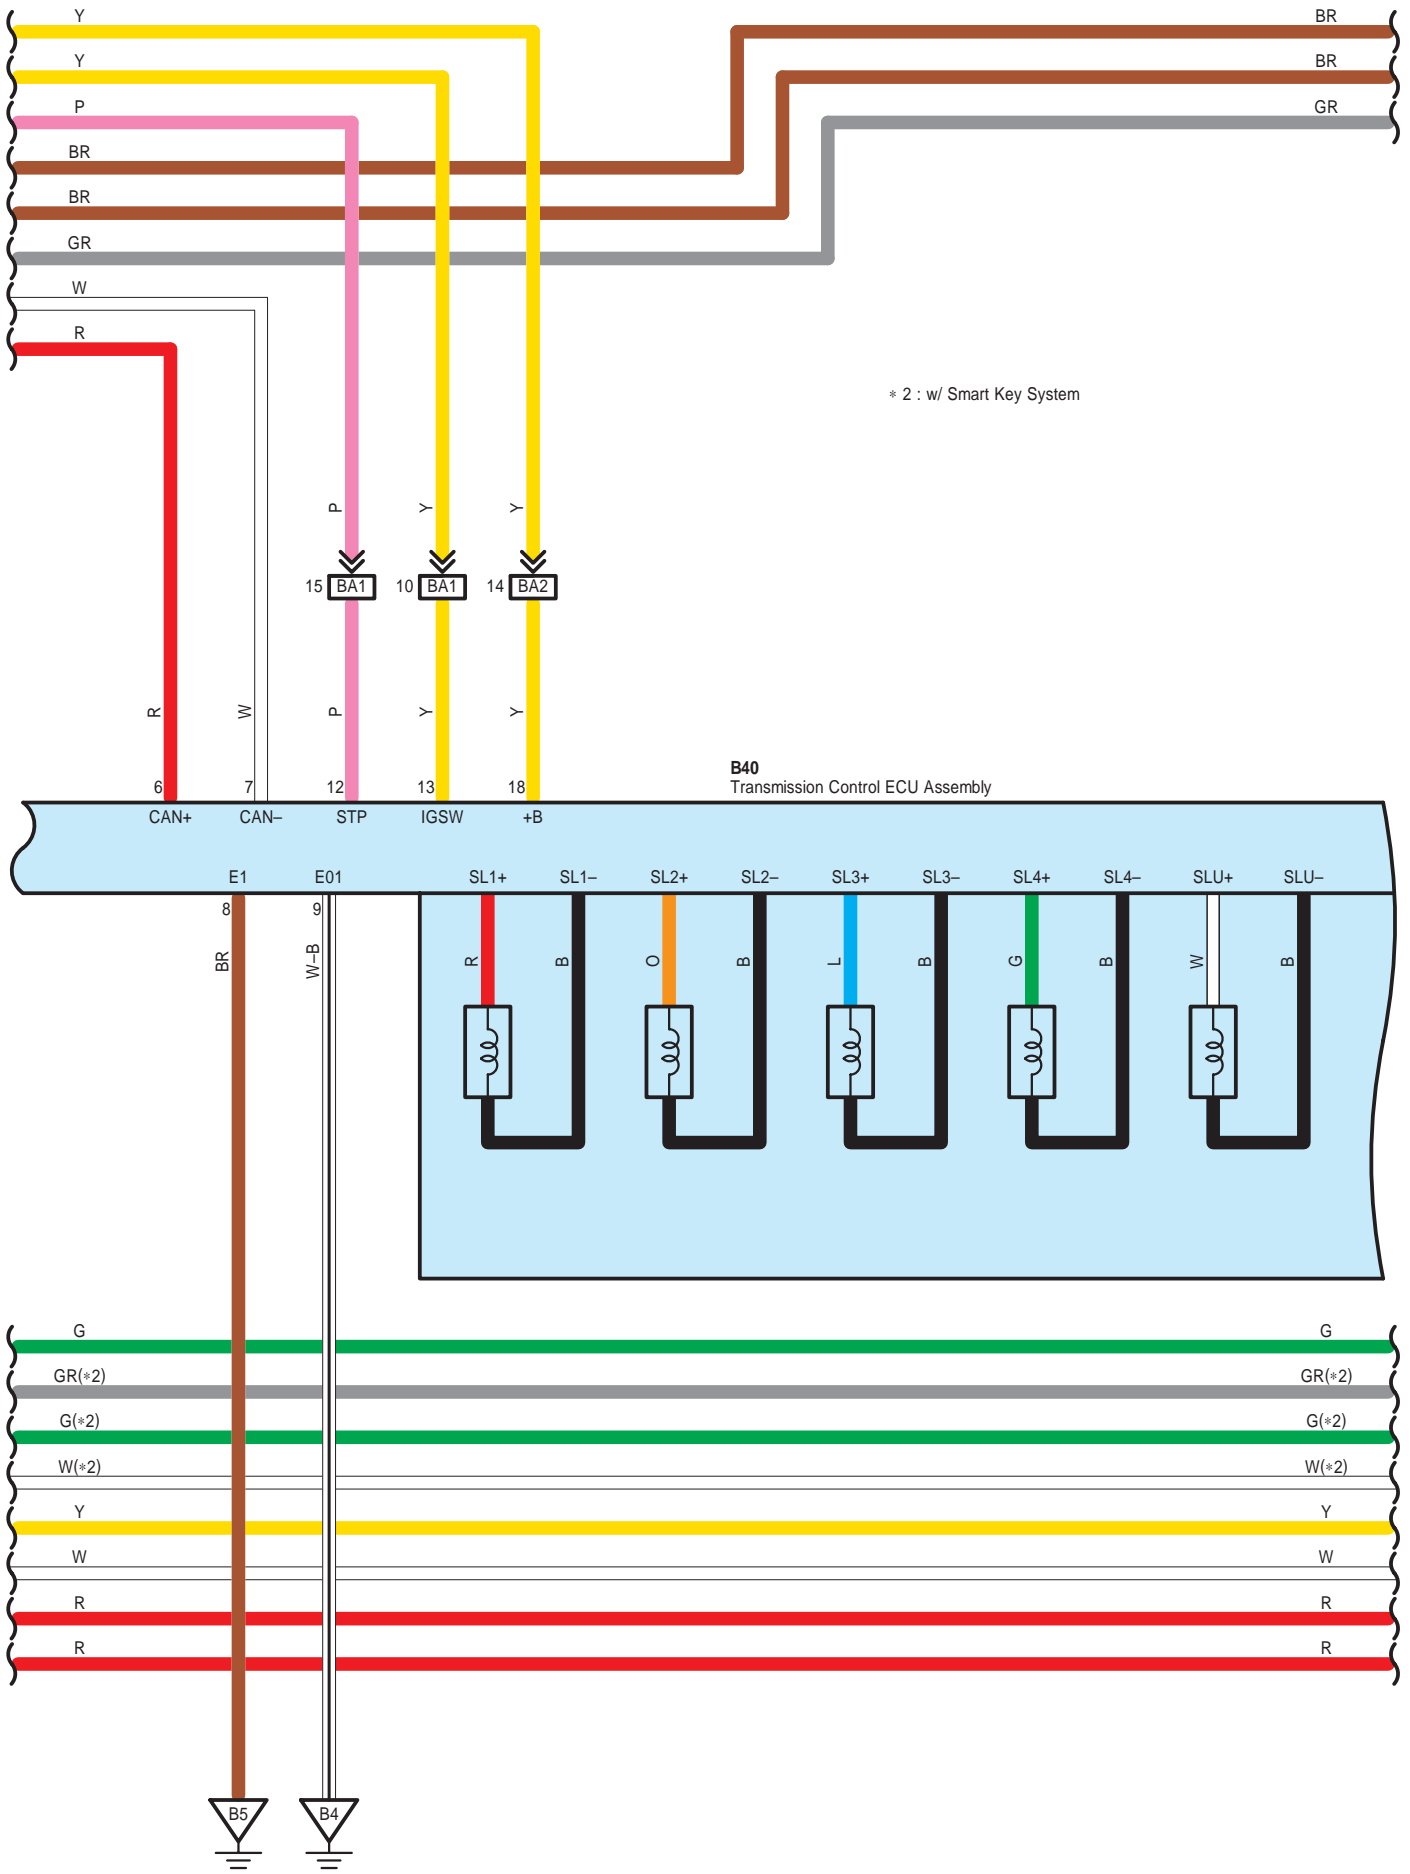 Y
BR
Y
BR
P
GR
BR
BR
GR
W
R
* 2 : w/ Smart Key System
P Y Y
15 BA1 10 BA1 14 BA2
R W P Y Y
B40
Transmission Control ECU Assembly
6 7 12 13 18
CAN+ CAN– STP IGSW +B
E1 E01 SL1+ SL1– SL2+ SL2– SL3+ SL3– SL4+ SL4– SLU+ SLU–
8 9
BR W–B R B O B L B G B W B
G G
GR(*2) GR(*2)
G(*2) G(*2)
W(*2) W(*2)
Y Y
W W
R R
R R
B5 B4